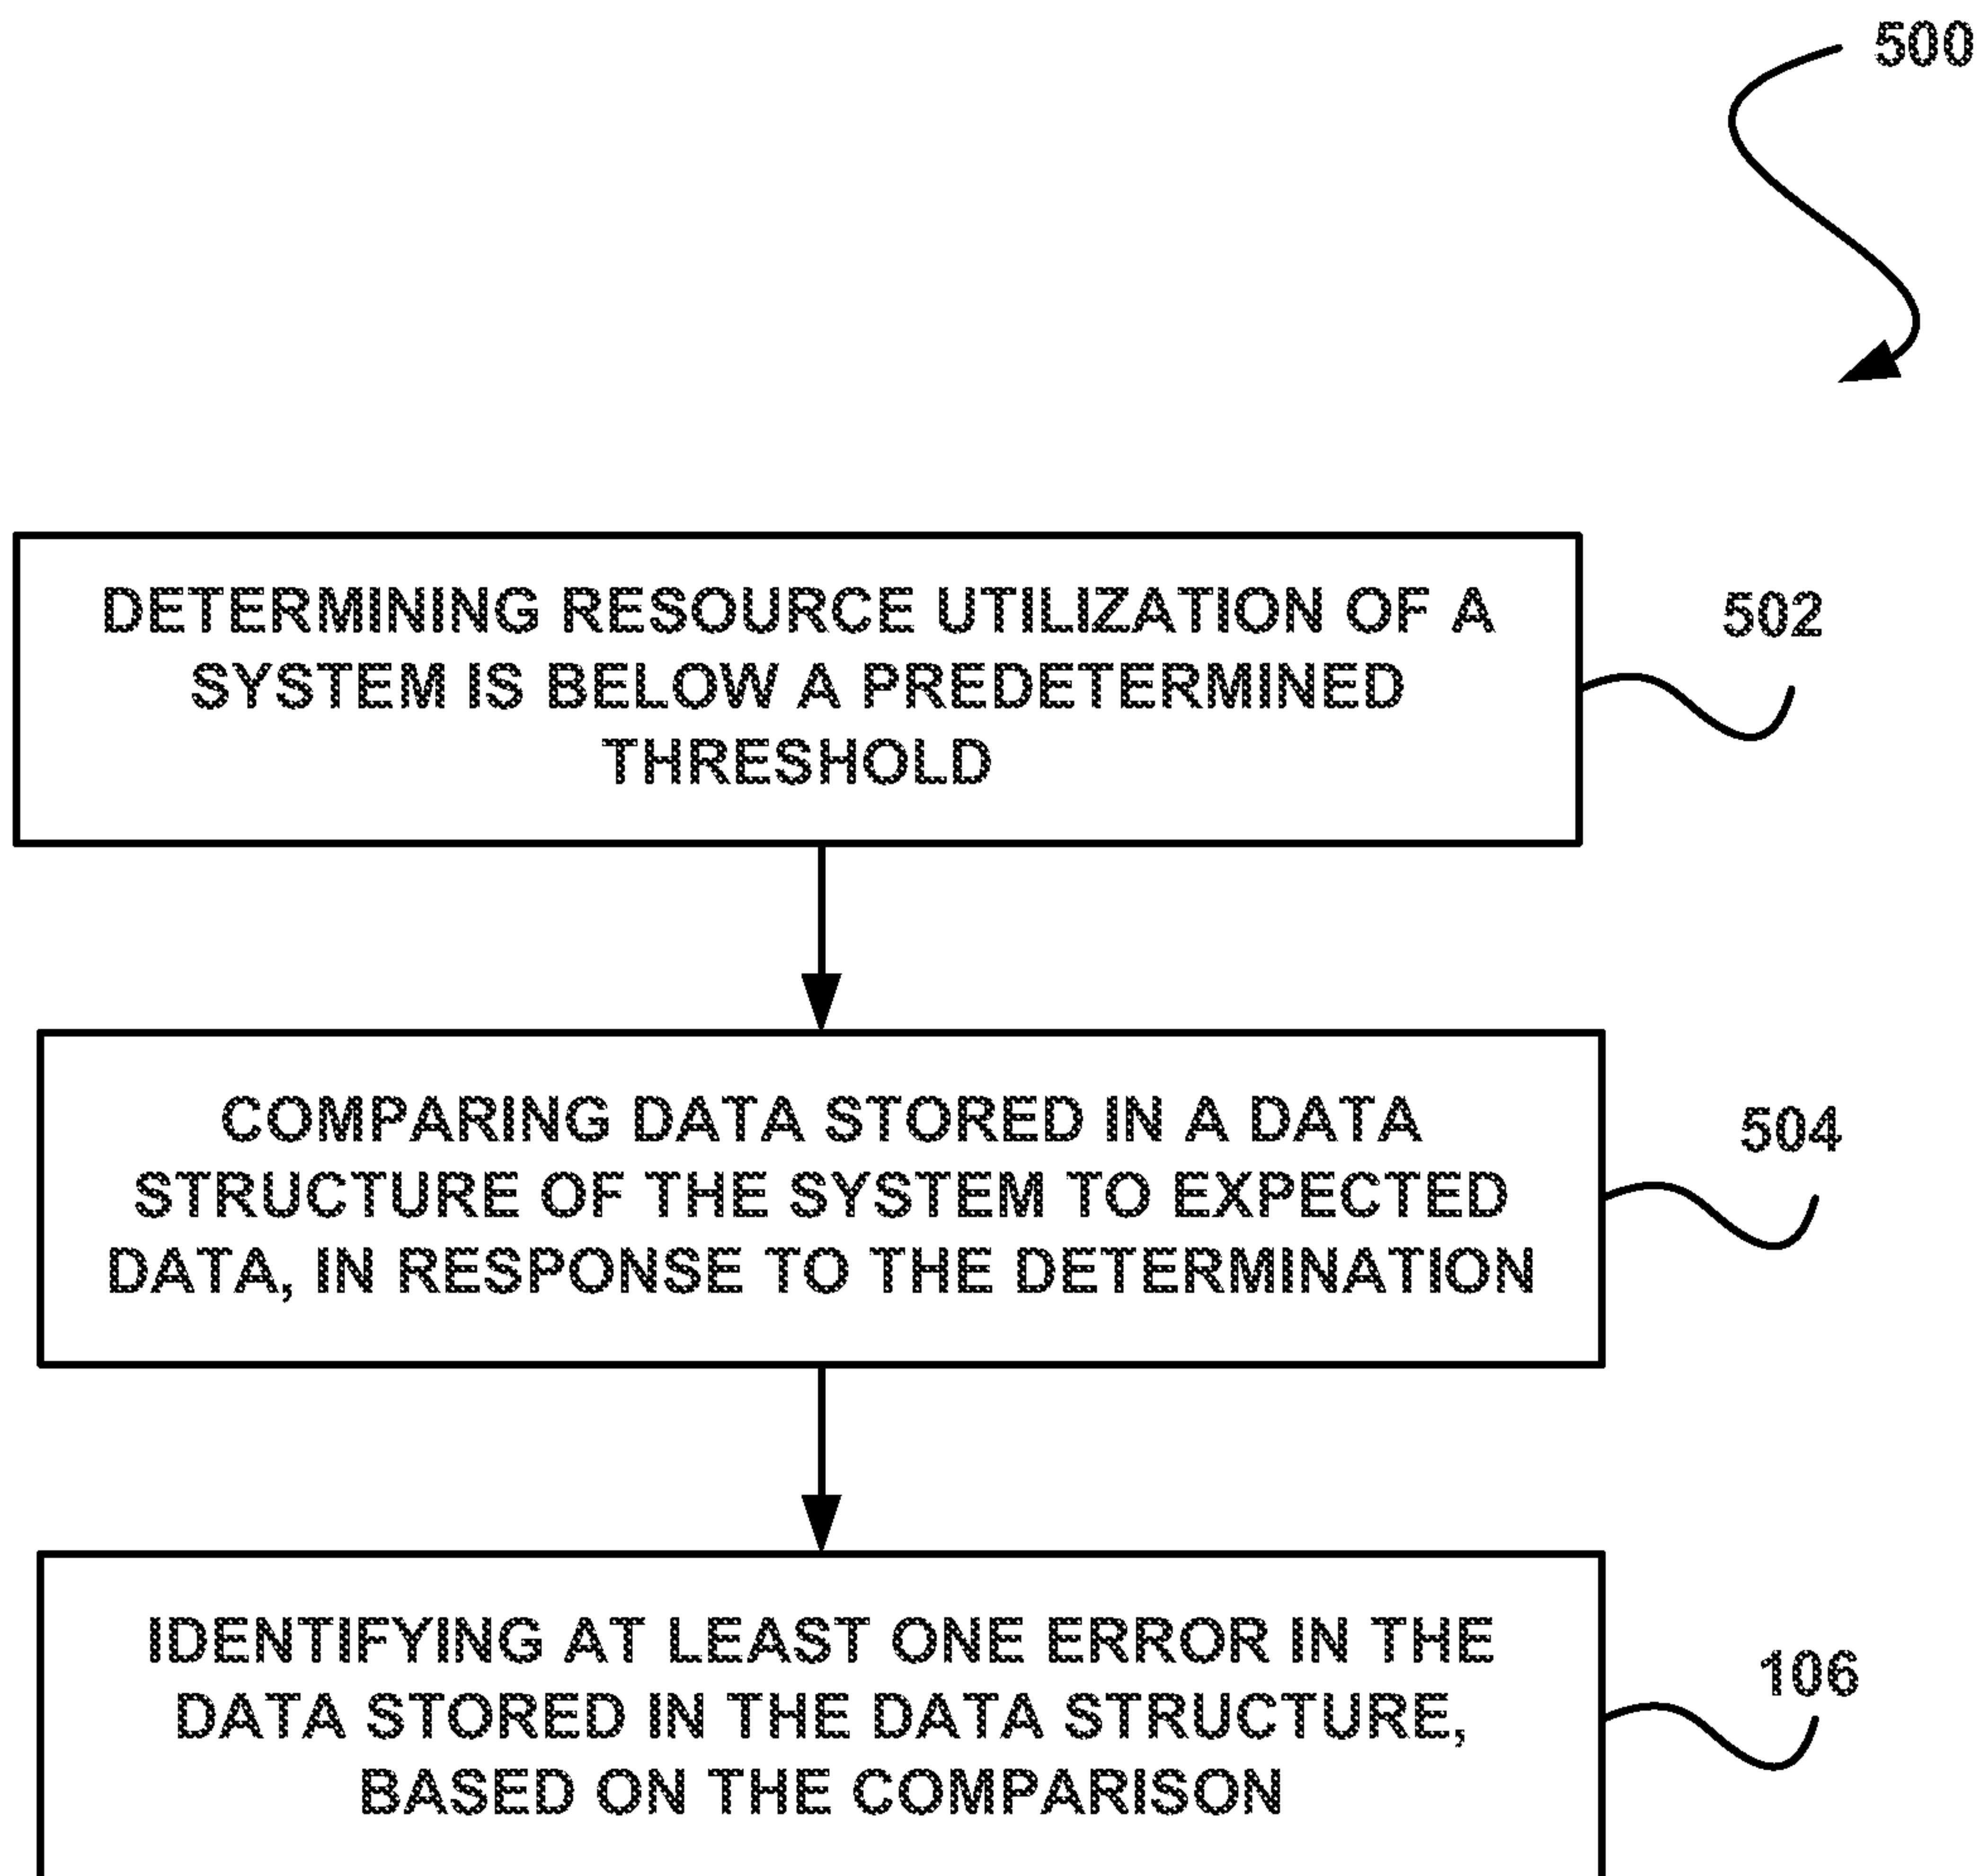 500
DETERMINING RESOURCE UTILIZATION OF A
SYSTEM IS BELOW A PREDETERMINED
THRESHOLD
502
COMPARING DATA STORED IN A DATA
STRUCTURE OF THE SYSTEM TO EXPECTED
DATA, IN RESPONSE TO THE DETERMINATION
504
IDENTIFYING AT LEAST ONE ERROR IN THE
DATA STORED IN THE DATA STRUCTURE,
BASED ON THE COMPARISON
106